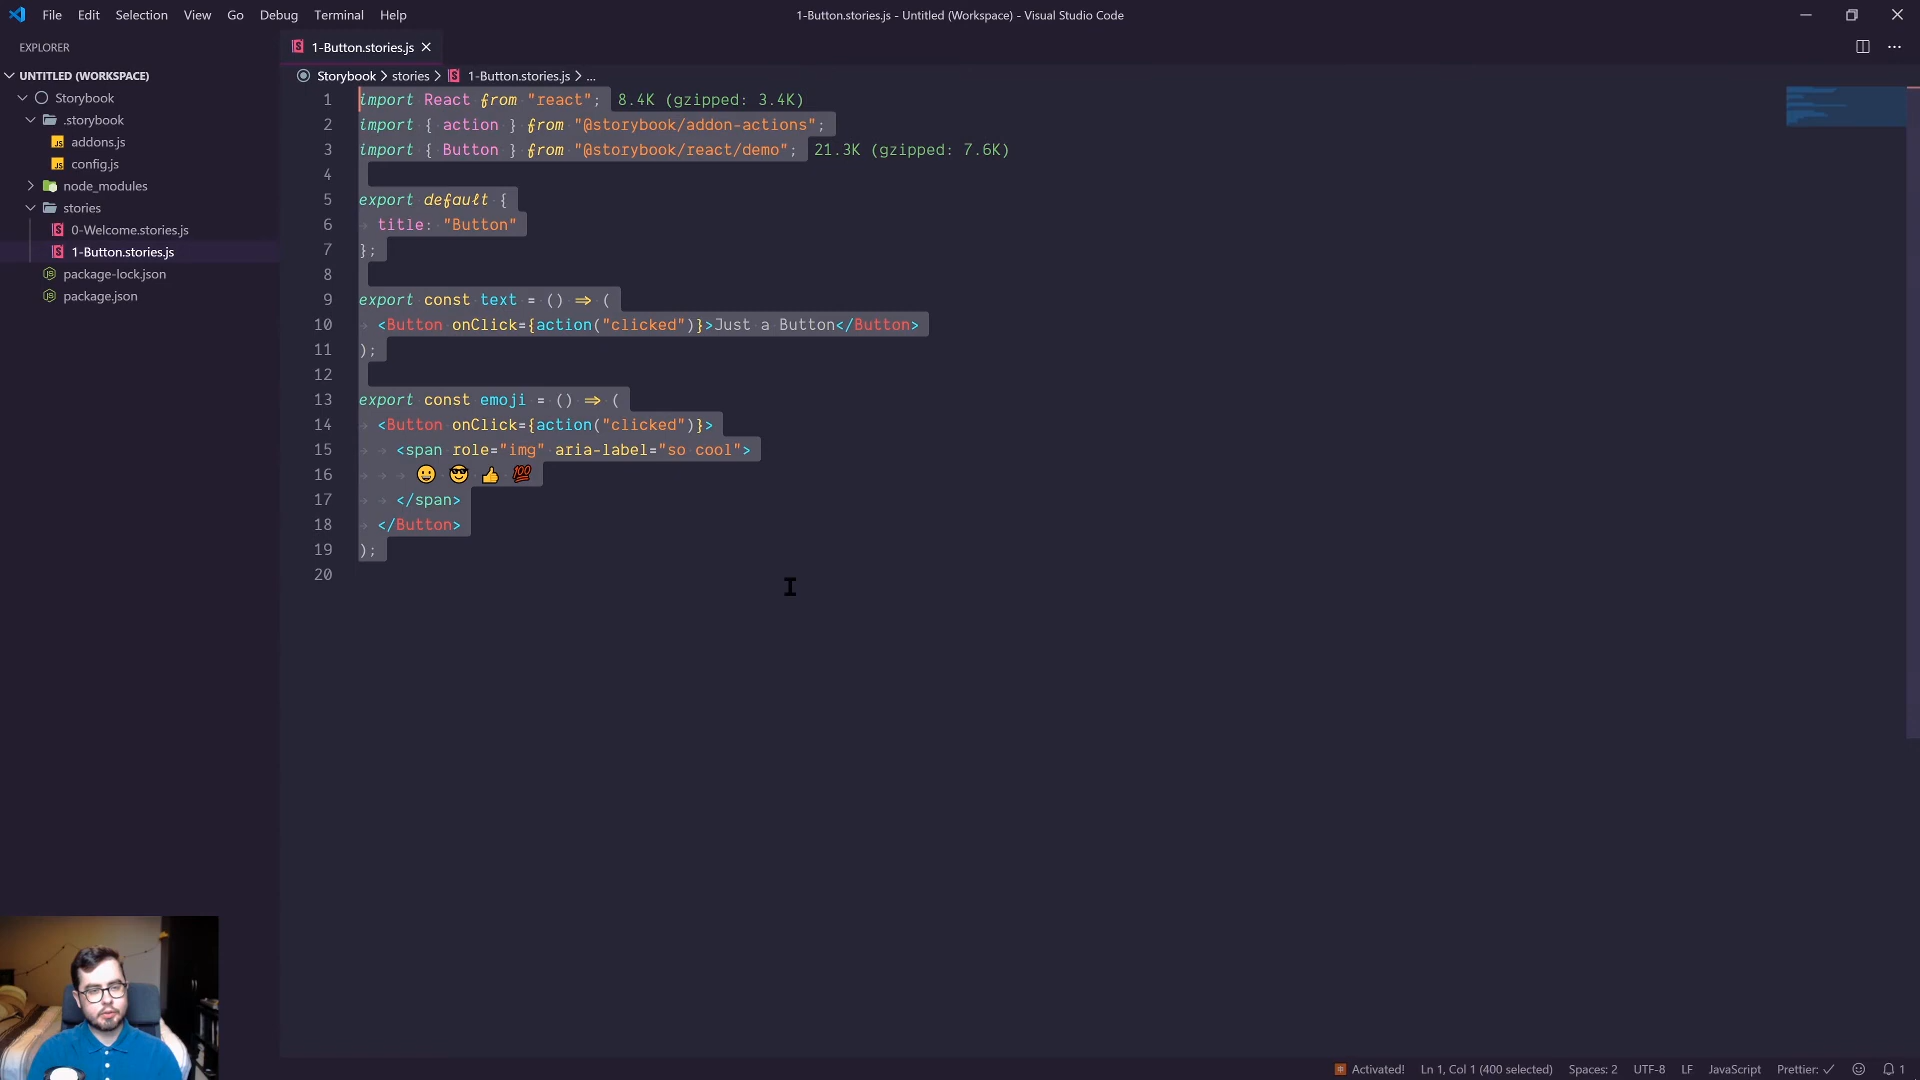 File Edit Selection View Go Debug Terminal Help
1-Button.stories.js - Untitled (Workspace) - Visual Studio Code
EXPLORER
UNTITLED (WORKSPACE)
Storybook
.storybook
addons.js
config.js
node_modules
stories
0-Welcome.stories.js
1-Button.stories.js
package-lock.json
package.json
1-Button.stories.js
Storybook > stories > 1-Button.stories.js > ...
1 import React from "react"; 8.4K (gzipped: 3.4K)
2 import { action } from "@storybook/addon-actions";
3 import { Button } from "@storybook/react/demo"; 21.3K (gzipped: 7.6K)
4
5 export default {
6 title: "Button"
7 };
8
9 export const text = () => (
10 <Button onClick={action("clicked")}>Just a Button</Button>
11 );
12
13 export const emoji = () => (
14 <Button onClick={action("clicked")}>
15 <span role="img" aria-label="so cool">
16 😀 😎 👍 💯
17 </span>
18 </Button>
19 );
20
Activated! Ln 1, Col 1 (400 selected) Spaces: 2 UTF-8 LF JavaScript Prettier: ✓ 1